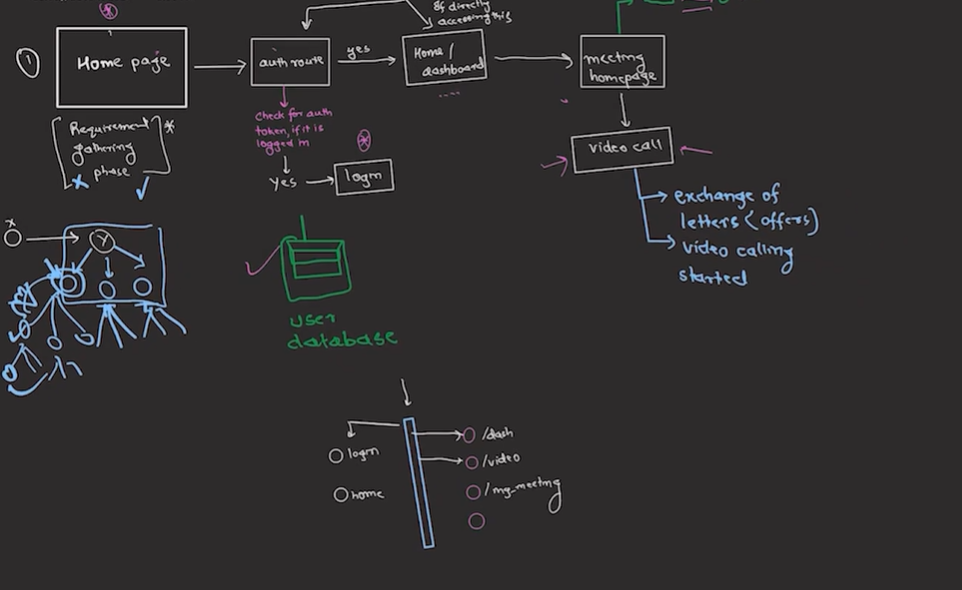 If directly
accessing this
1
Home page
auth route
yes
Home /
dashboard
meeting
homepage
check for auth
token, if it is
logged in
Requirement
gathering
phase
yes
login
video call
exchange of
letters (offers)
video calling
started
x
Y
user
database
login
home
/dash
/video
/my_meeting